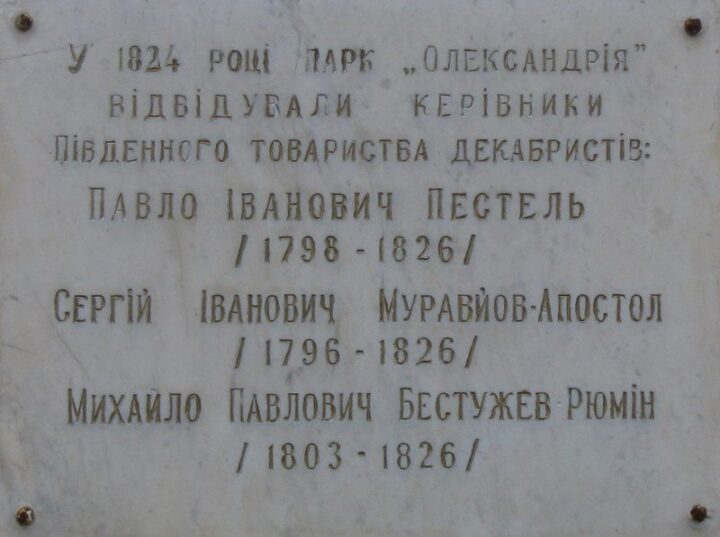 У 1824 РОЦІ ПАРК „ОЛЕКСАНДРІЯ”
ВІДВІДУВАЛИ КЕРІВНИКИ
ПІВДЕННОГО ТОВАРИСТВА ДЕКАБРИСТІВ:
ПАВЛО ІВАНОВИЧ ПЕСТЕЛЬ
/1798-1826/
СЕРГІЙ ІВАНОВИЧ МУРАВЙОВ-АПОСТОЛ
/1796-1826/
МИХАЙЛО ПАВЛОВИЧ БЕСТУЖЕВ-РЮМІН
/1803-1826/